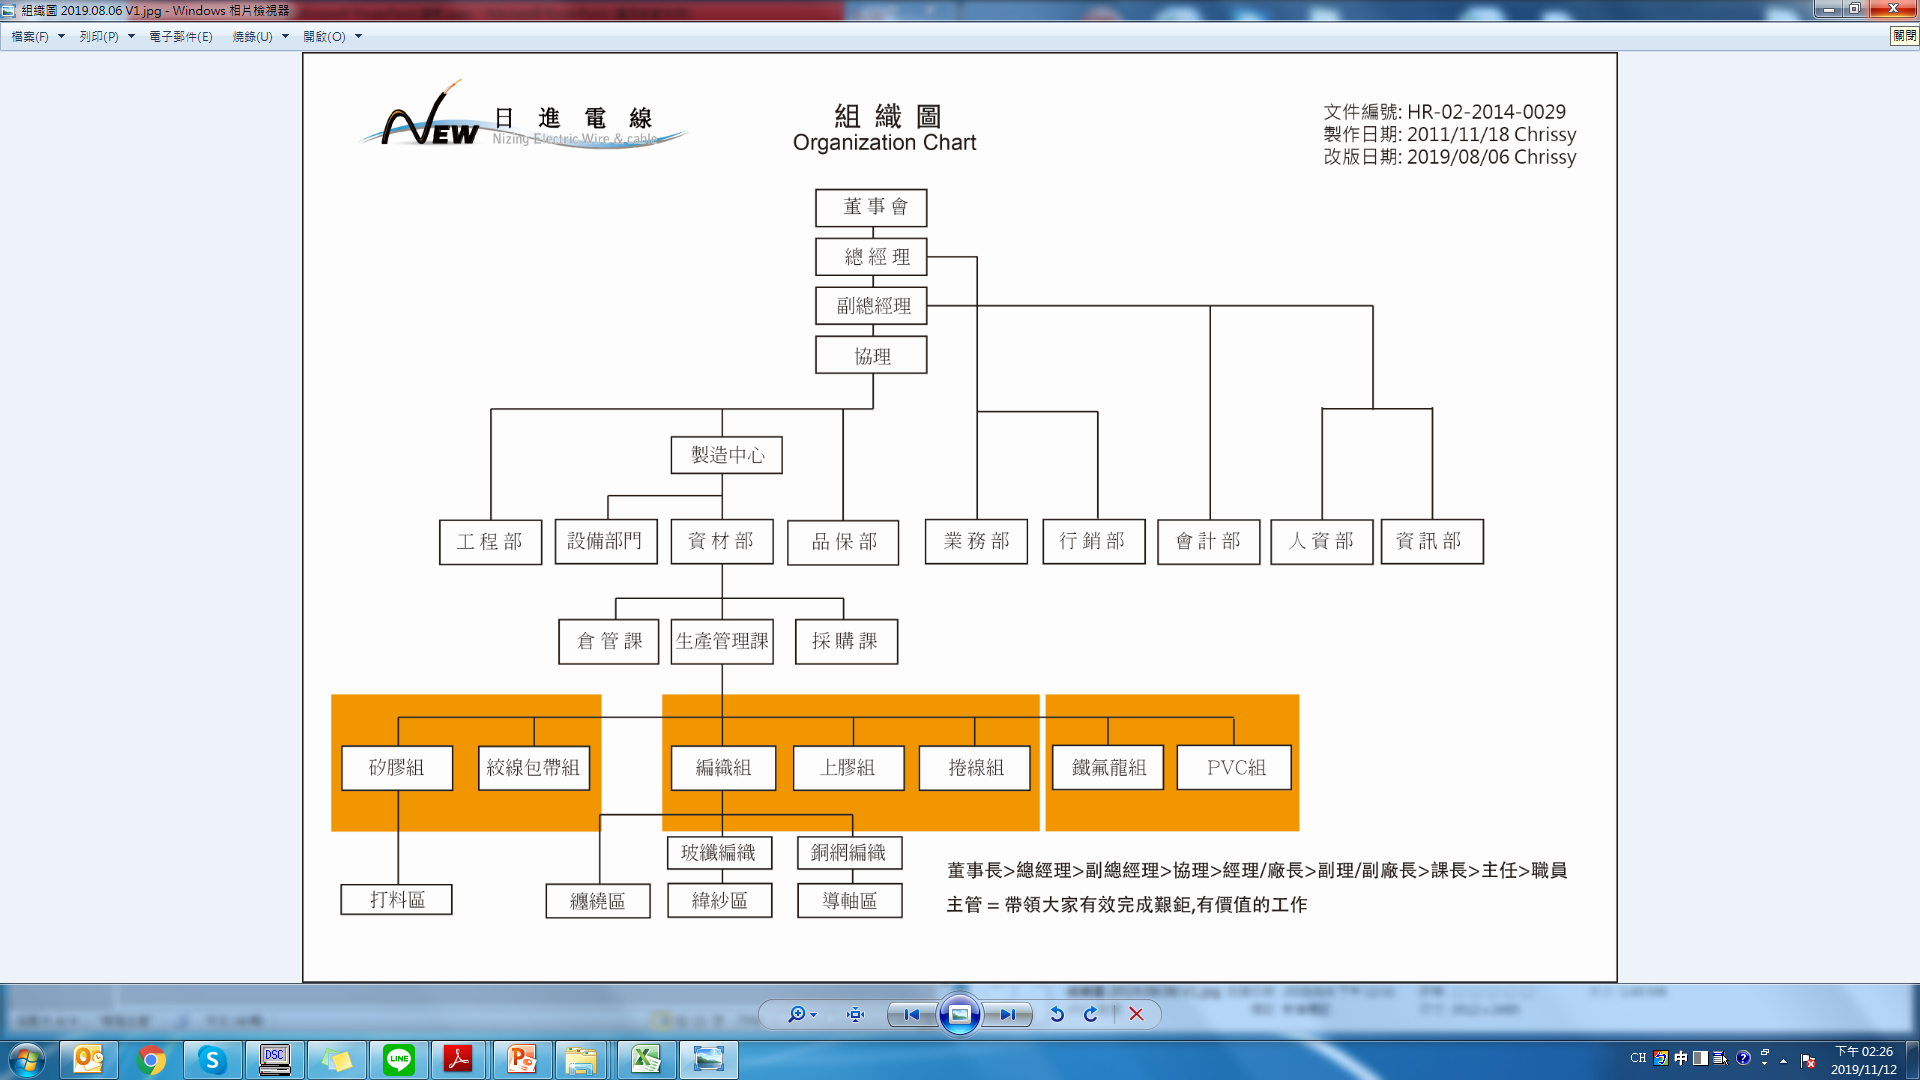 組織圖 2019.08.06 V1.jpg - Windows 相片檢視器
檔案(F) 列印(P) 電子郵件(E) 燒錄(U) 開啟(O)
關閉
NEW 日進電線
Nizing Electric Wire & cable
組織圖
Organization Chart
文件編號: HR-02-2014-0029
製作日期: 2011/11/18 Chrissy
改版日期: 2019/08/06 Chrissy
董事會
總經理
副總經理
協理
製造中心
工程部 設備部門 資材部 品保部 業務部 行銷部 會計部 人資部 資訊部
倉管課 生產管理課 採購課
矽膠組 絞線包帶組 編織組 上膠組 捲線組 鐵氟龍組 PVC組
玻纖編織 銅網編織
打料區 纏繞區 緯紗區 導軸區
董事長>總經理>副總經理>協理>經理/廠長>副理/副廠長>課長>主任>職員
主管 = 帶領大家有效完成艱鉅,有價值的工作
DSC
LINE
CH 中
下午 02:26
2019/11/12